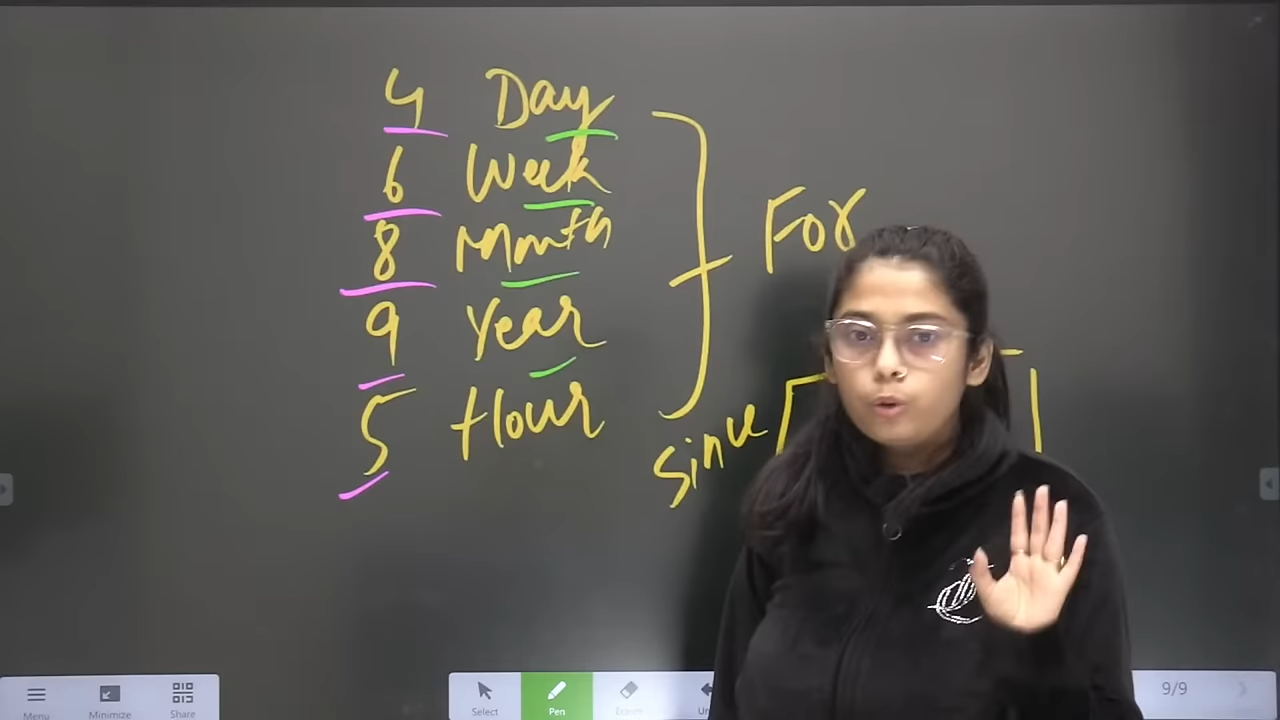 4 Day
6 Week
8 Month
9 Year
5 Hour
For
Since
Menu
Minimize
Share
Select
Pen
Eraser
9/9